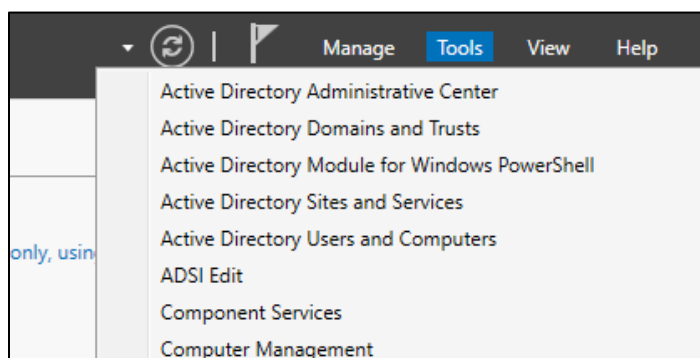 Manage Tools View Help
Active Directory Administrative Center
Active Directory Domains and Trusts
Active Directory Module for Windows PowerShell
Active Directory Sites and Services
Active Directory Users and Computers
only, usin
ADSI Edit
Component Services
Computer Management